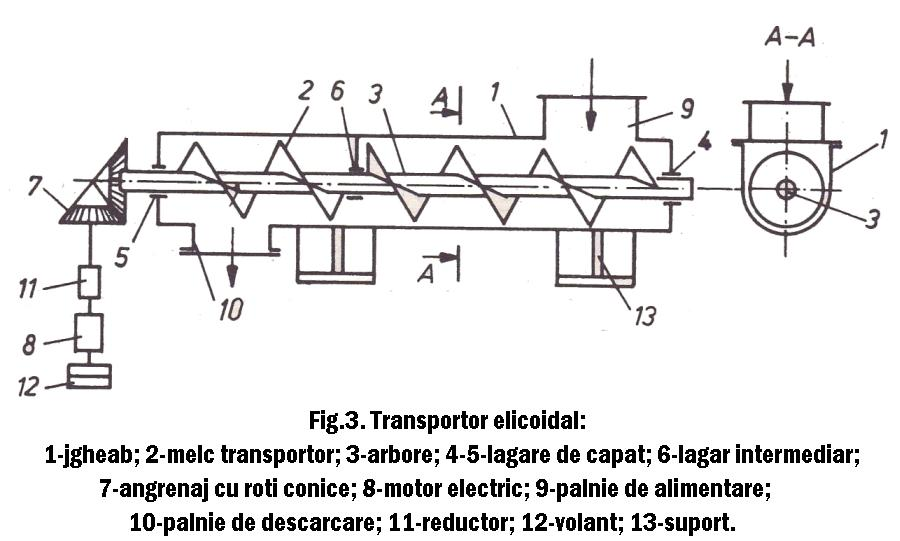 A–A
2 6 3 A 1 9 4 1
7
5
3
11
A
10
13
8
12
Fig.3. Transportor elicoidal:
1-jgheab; 2-melc transportor; 3-arbore; 4-5-lagare de capat; 6-lagar intermediar;
7-angrenaj cu roti conice; 8-motor electric; 9-palnie de alimentare;
10-palnie de descarcare; 11-reductor; 12-volant; 13-suport.